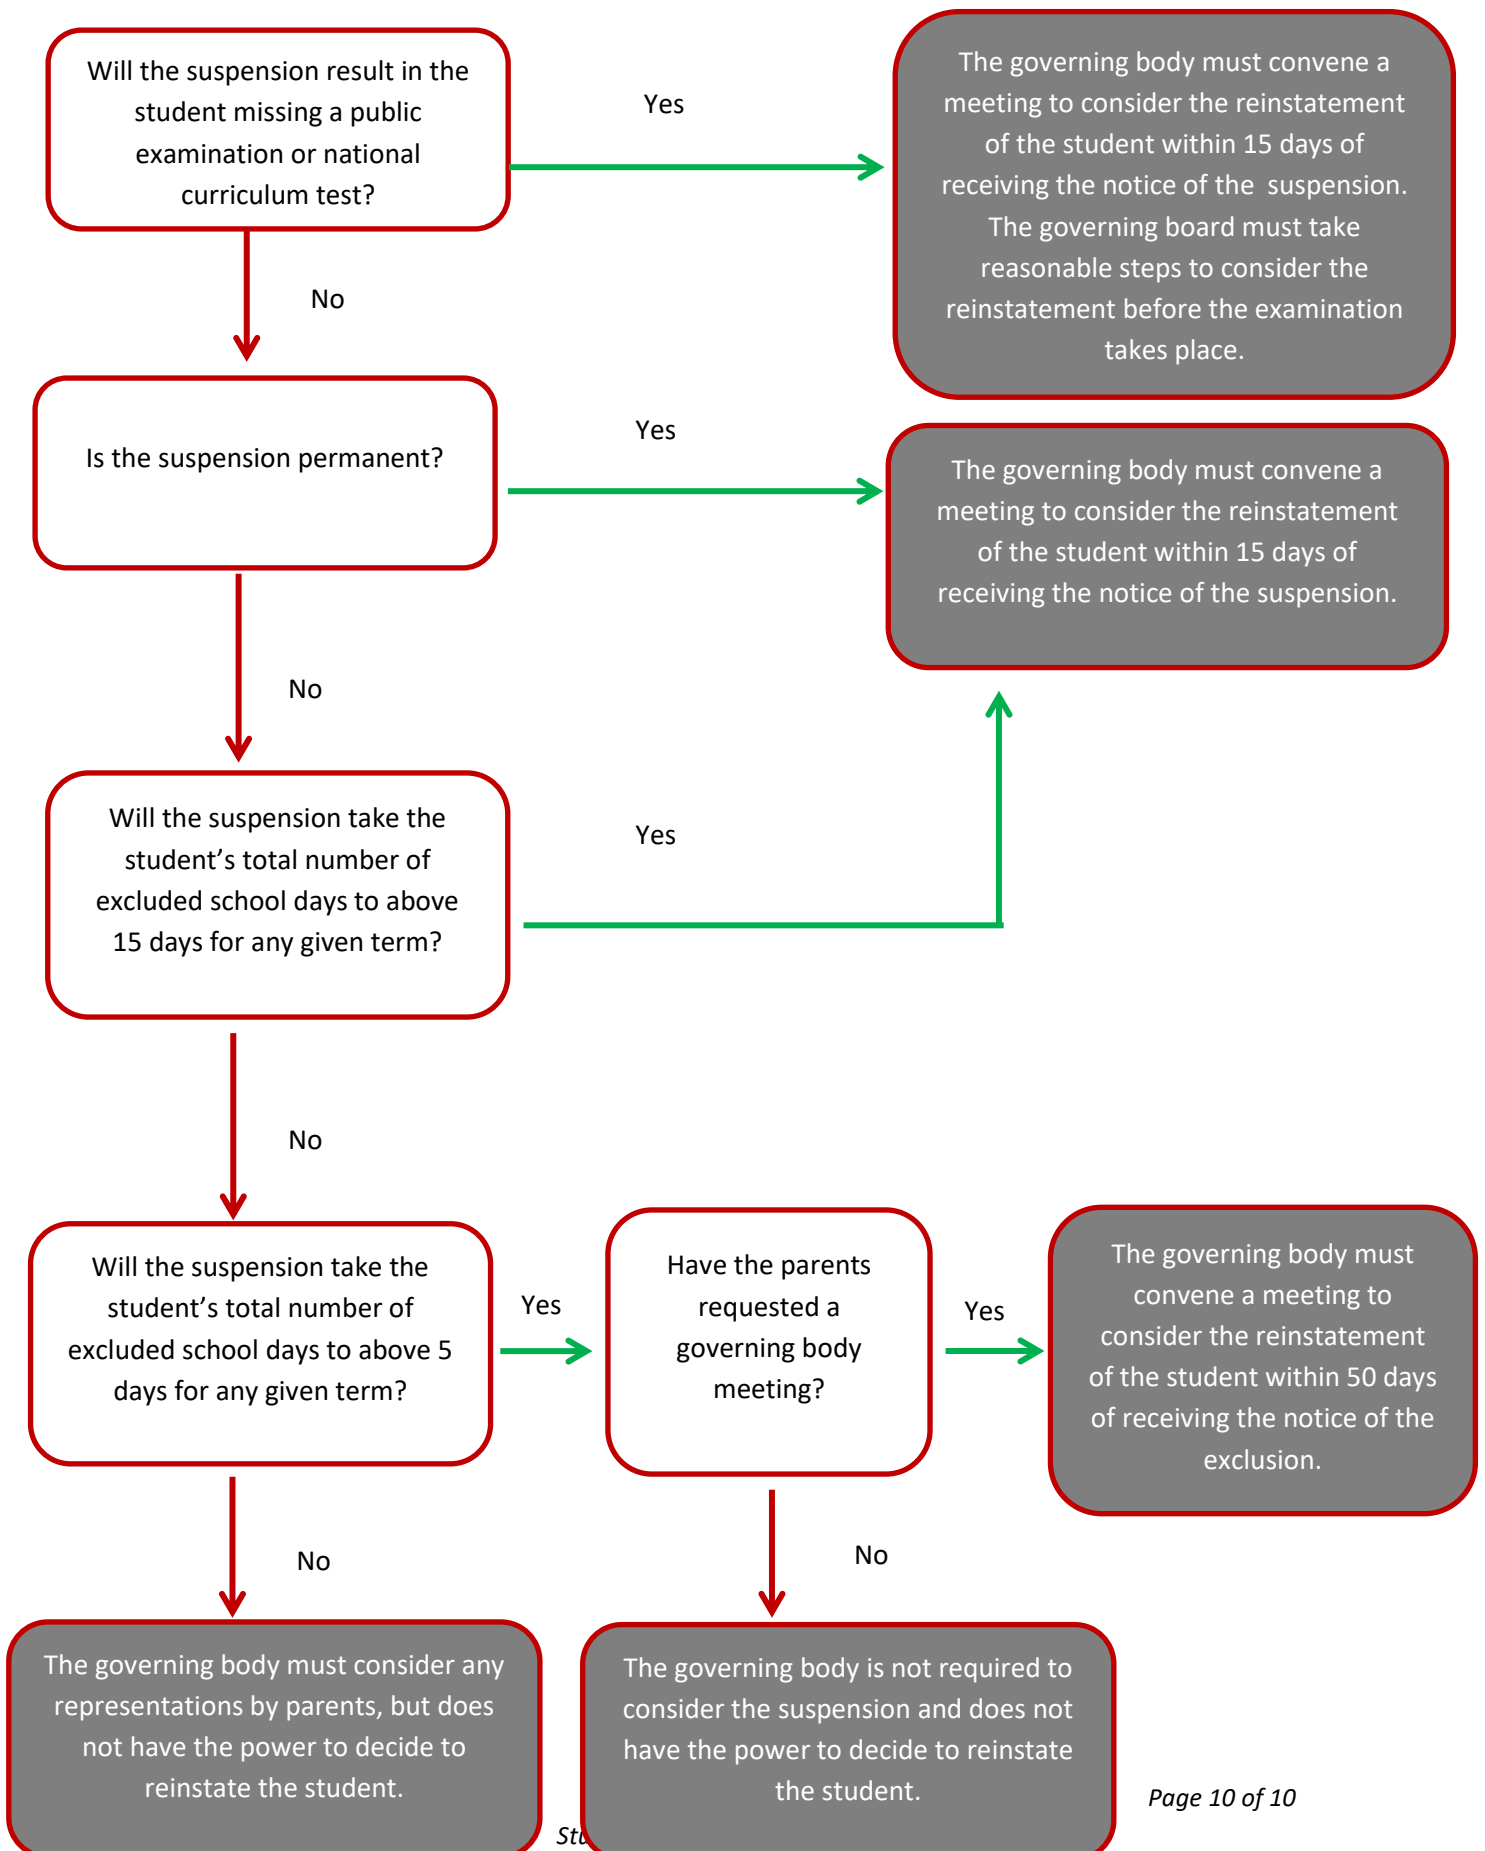 Will the suspension result in the
student missing a public
examination or national
curriculum test?
Yes
The governing body must convene a
meeting to consider the reinstatement
of the student within 15 days of
receiving the notice of the  suspension.
The governing board must take
reasonable steps to consider the
reinstatement before the examination
takes place.
No
Is the suspension permanent?
Yes
The governing body must convene a
meeting to consider the reinstatement
of the student within 15 days of
receiving the notice of the suspension.
No
Will the suspension take the
student’s total number of
excluded school days to above
15 days for any given term?
Yes
No
Will the suspension take the
student’s total number of
excluded school days to above 5
days for any given term?
Yes
Have the parents
requested a
governing body
meeting?
Yes
The governing body must
convene a meeting to
consider the reinstatement
of the student within 50 days
of receiving the notice of the
exclusion.
No
No
The governing body must consider any
representations by parents, but does
not have the power to decide to
reinstate the student.
The governing body is not required to
consider the suspension and does not
have the power to decide to reinstate
the student.
Page 10 of 10